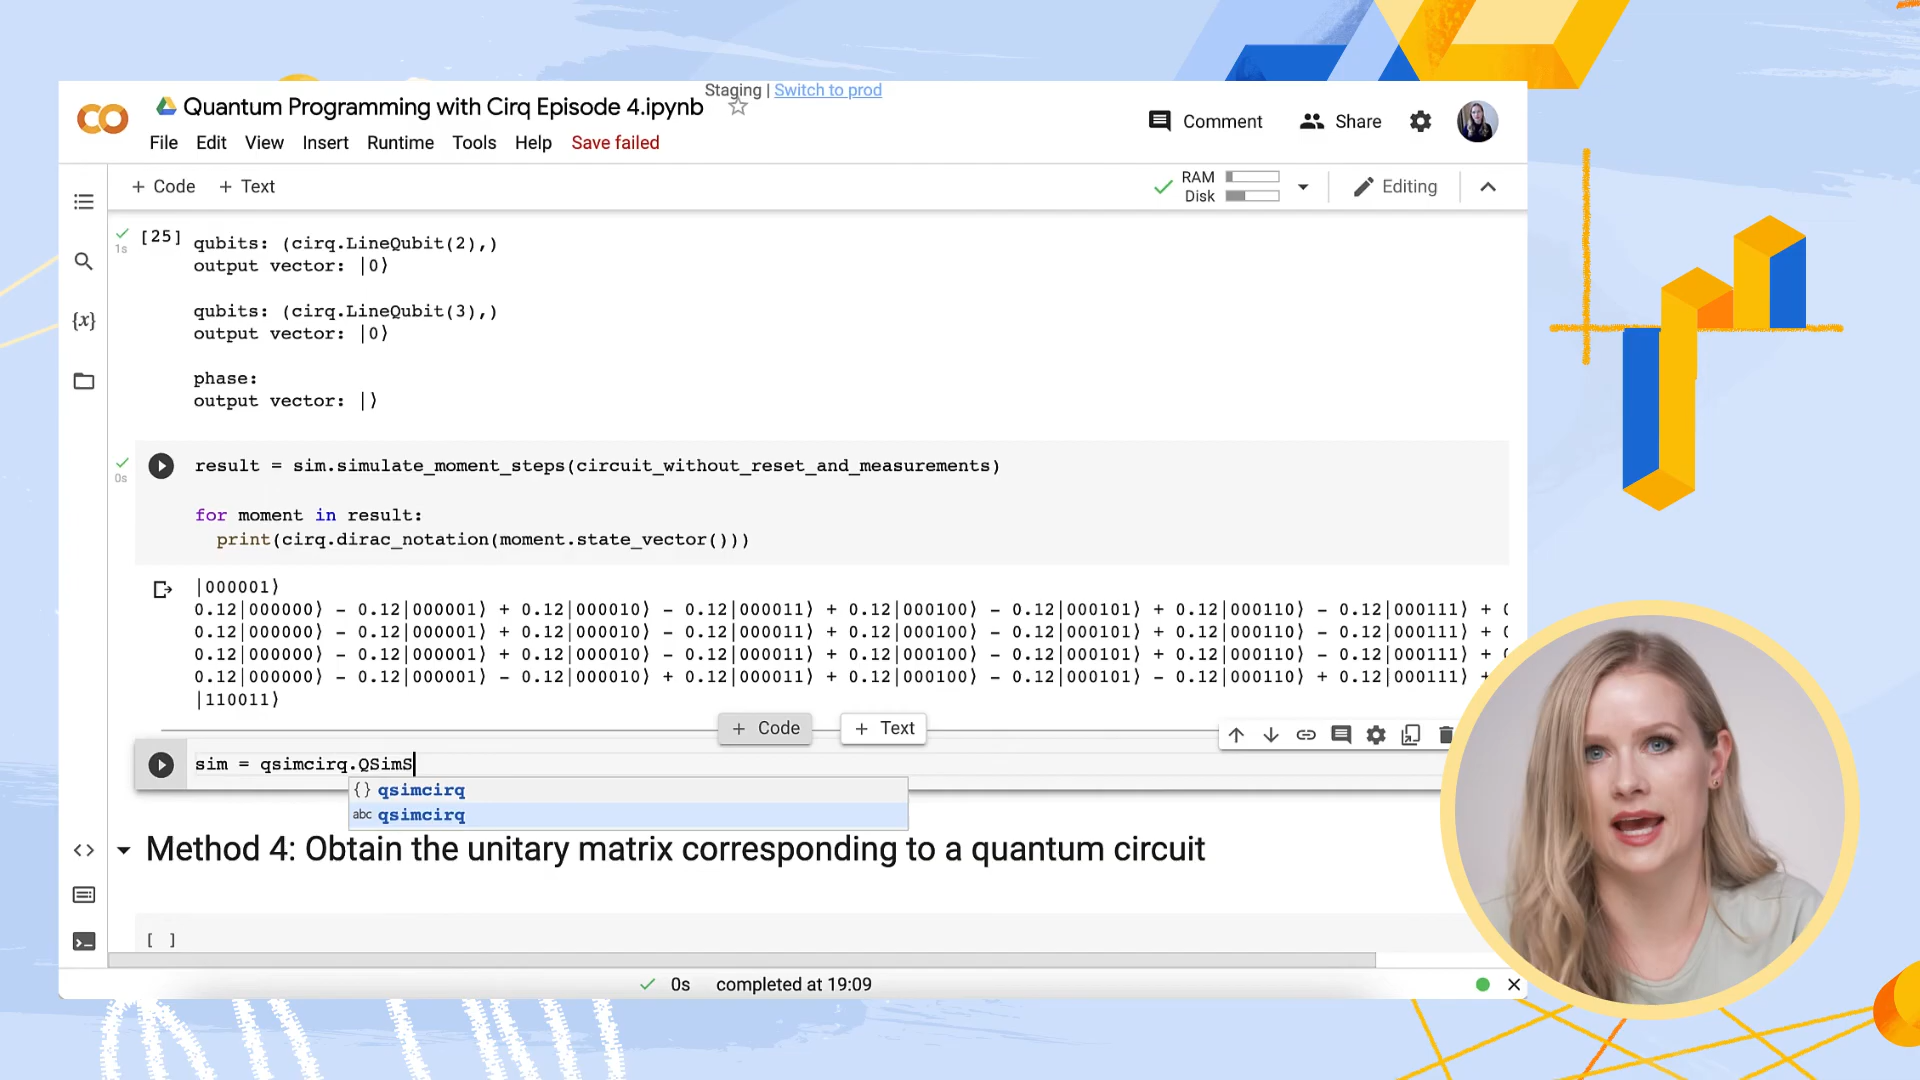 Staging | Switch to prod
Quantum Programming with Cirq Episode 4.ipynb
Comment Share
File Edit View Insert Runtime Tools Help Save failed
+ Code + Text
RAM
Disk
Editing
1s
[25] qubits: (cirq.LineQubit(2),)
output vector: |0⟩
{x}
qubits: (cirq.LineQubit(3),)
output vector: |0⟩
phase:
output vector: |⟩
0s
result = sim.simulate_moment_steps(circuit_without_reset_and_measurements)
for moment in result:
print(cirq.dirac_notation(moment.state_vector()))
|000001⟩
0.12|000000⟩ - 0.12|000001⟩ + 0.12|000010⟩ - 0.12|000011⟩ + 0.12|000100⟩ - 0.12|000101⟩ + 0.12|000110⟩ - 0.12|000111⟩ +
0.12|000000⟩ - 0.12|000001⟩ + 0.12|000010⟩ - 0.12|000011⟩ + 0.12|000100⟩ - 0.12|000101⟩ + 0.12|000110⟩ - 0.12|000111⟩ +
0.12|000000⟩ - 0.12|000001⟩ + 0.12|000010⟩ - 0.12|000011⟩ + 0.12|000100⟩ - 0.12|000101⟩ + 0.12|000110⟩ - 0.12|000111⟩ +
0.12|000000⟩ - 0.12|000001⟩ - 0.12|000010⟩ + 0.12|000011⟩ + 0.12|000100⟩ - 0.12|000101⟩ - 0.12|000110⟩ + 0.12|000111⟩ +
|110011⟩
+ Code + Text
sim = qsimcirq.QSimS
{} qsimcirq
abc qsimcirq
Method 4: Obtain the unitary matrix corresponding to a quantum circuit
[ ]
0s completed at 19:09